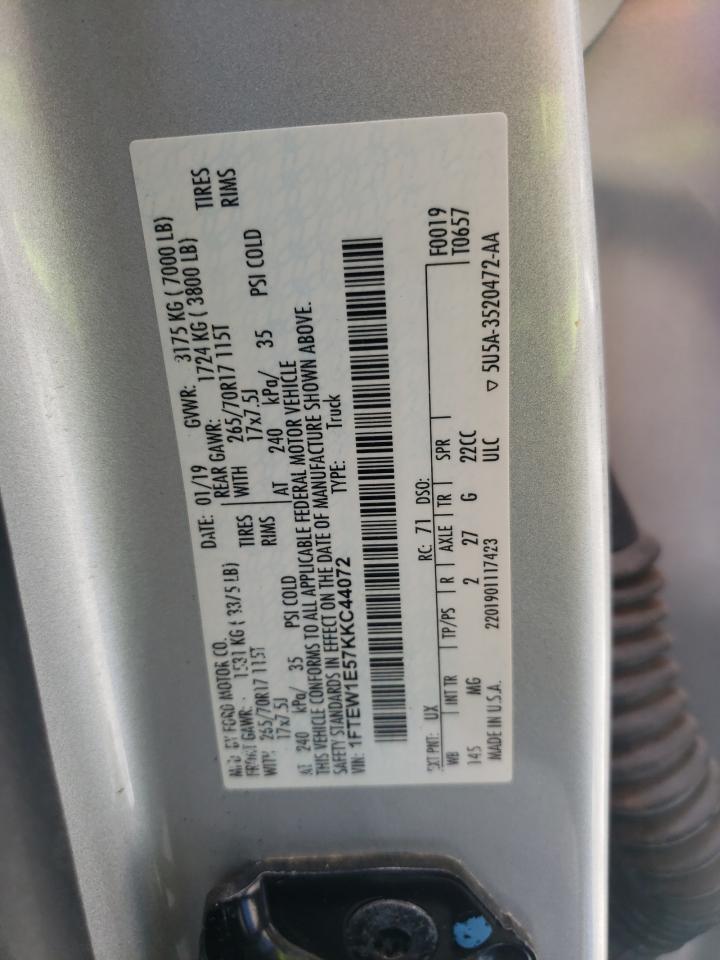 MFD BY FORD MOTOR CO.
DATE: 01/19 GVWR: 3175 KG ( 7000 LB)
FRONT GAWR: 1531 KG ( 3375 LB) REAR GAWR: 1724 KG ( 3800 LB)
WITH 265/70R17 115T TIRES WITH 265/70R17 115T TIRES
17x7.5J RIMS 17x7.5J RIMS
AT 240 kPa/ 35 PSI COLD AT 240 kPa/ 35 PSI COLD
THIS VEHICLE CONFORMS TO ALL APPLICABLE FEDERAL MOTOR VEHICLE
SAFETY STANDARDS IN EFFECT ON THE DATE OF MANUFACTURE SHOWN ABOVE.
VIN: 1FTEW1E57KKC44072 TYPE: Truck
F0019
EXT PNT: UX RC: 71 DSO: T0657
WB INT TR TP/PS R AXLE TR SPR
145 MG 2 27 G 22CC
MADE IN U.S.A. 2201901117423 ULC ▽ 5U5A-3520472-AA